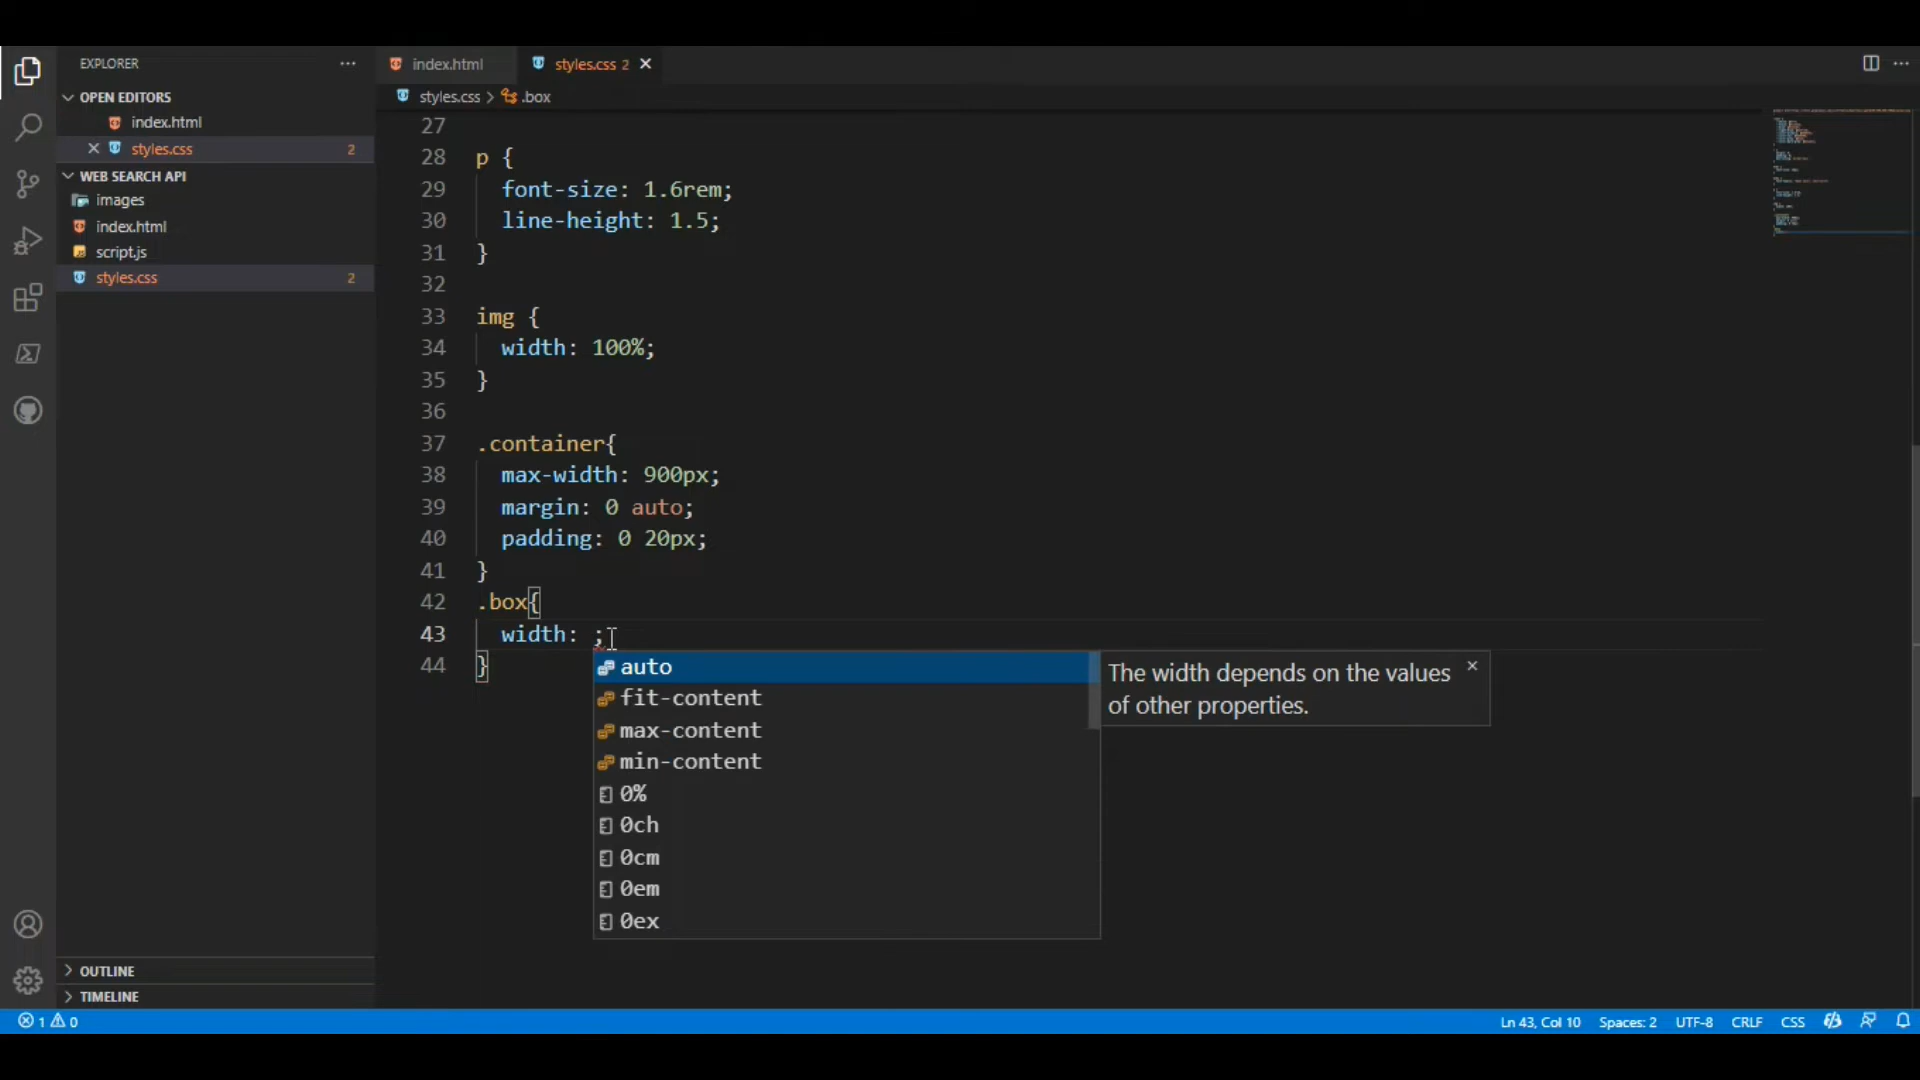 EXPLORER
OPEN EDITORS
index.html
styles.css 2
WEB SEARCH API
images
index.html
script.js
styles.css 2
OUTLINE
TIMELINE
index.html styles.css 2
styles.css > .box
27
28 p {
29 font-size: 1.6rem;
30 line-height: 1.5;
31 }
32
33 img {
34 width: 100%;
35 }
36
37 .container{
38 max-width: 900px;
39 margin: 0 auto;
40 padding: 0 20px;
41 }
42 .box{
43 width: ;
44 }
auto
fit-content
max-content
min-content
0%
0ch
0cm
0em
0ex
The width depends on the values
of other properties.
1 0 Ln 43, Col 10 Spaces: 2 UTF-8 CRLF CSS